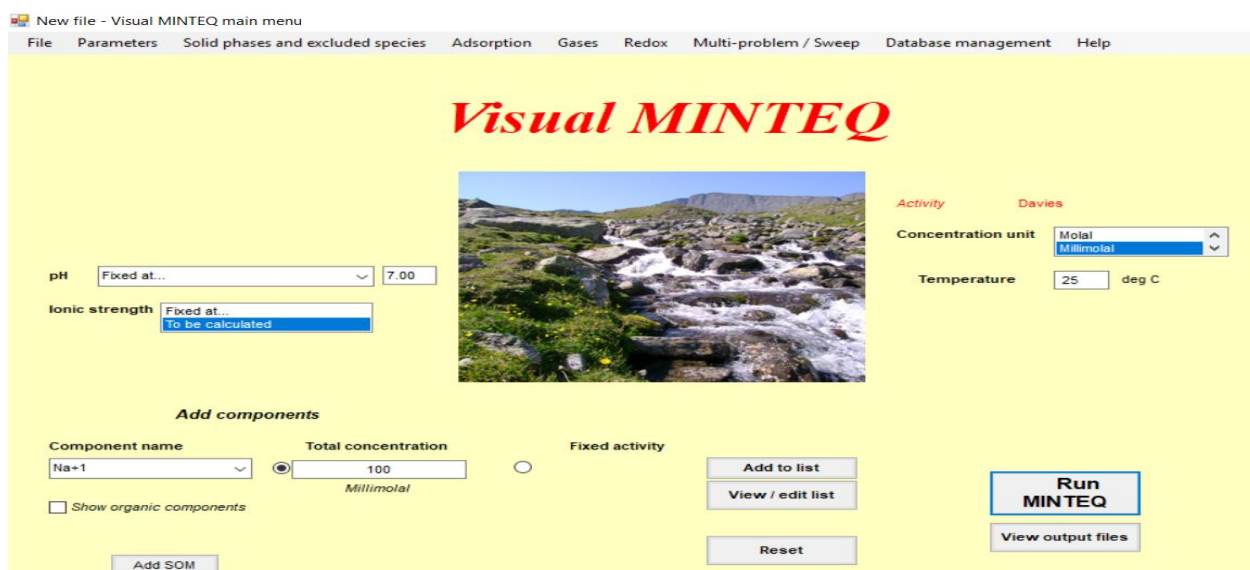 New file - Visual MINTEQ main menu
File Parameters Solid phases and excluded species Adsorption Gases Redox Multi-problem / Sweep Database management Help
Visual MINTEQ
Activity Davies
Concentration unit Molal
Millimolal
pH Fixed at... 7.00
Temperature 25 deg C
Ionic strength Fixed at...
To be calculated
Add components
Component name Total concentration Fixed activity
Na+1 100 Add to list
Millimolal
Show organic components View / edit list
Run
MINTEQ
View output files
Reset
Add SOM